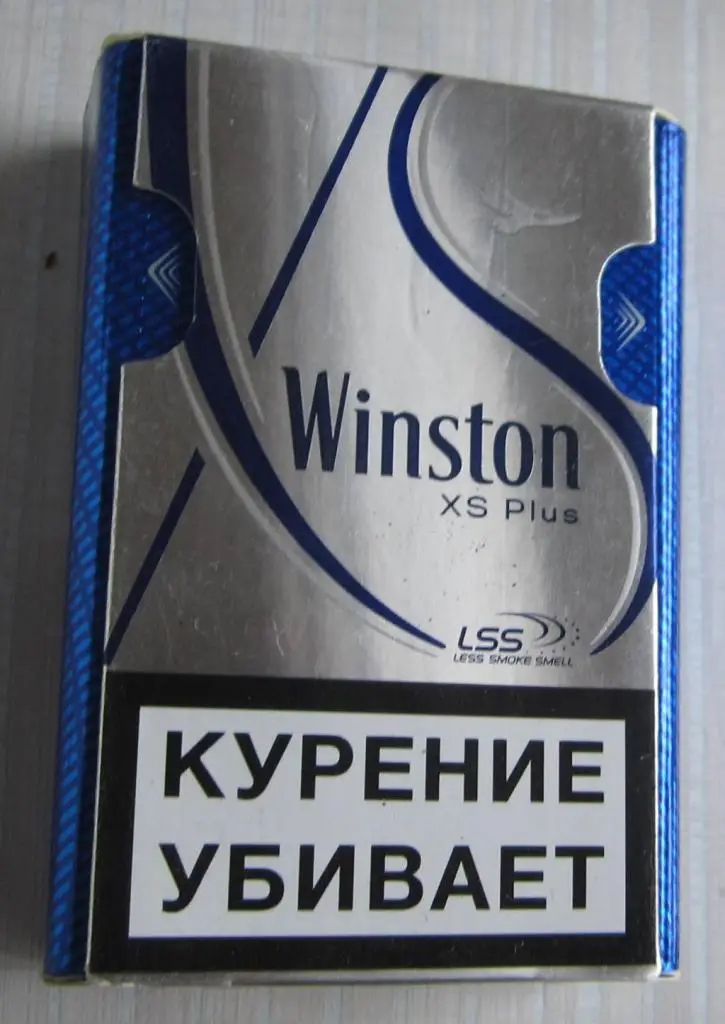 Winston
XS Plus
LSS
LESS SMOKE SMELL
КУРЕНИЕ
УБИВАЕТ